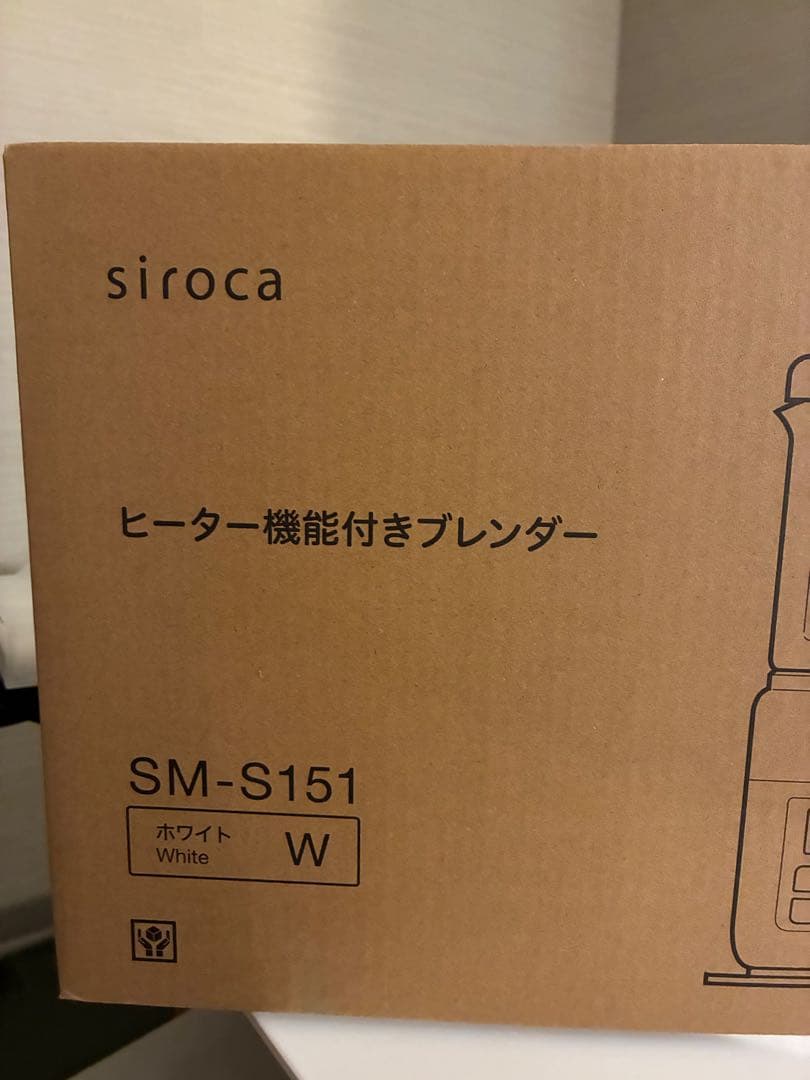 siroca
ヒーター機能付きブレンダー
SM-S151
ホワイト
White
W